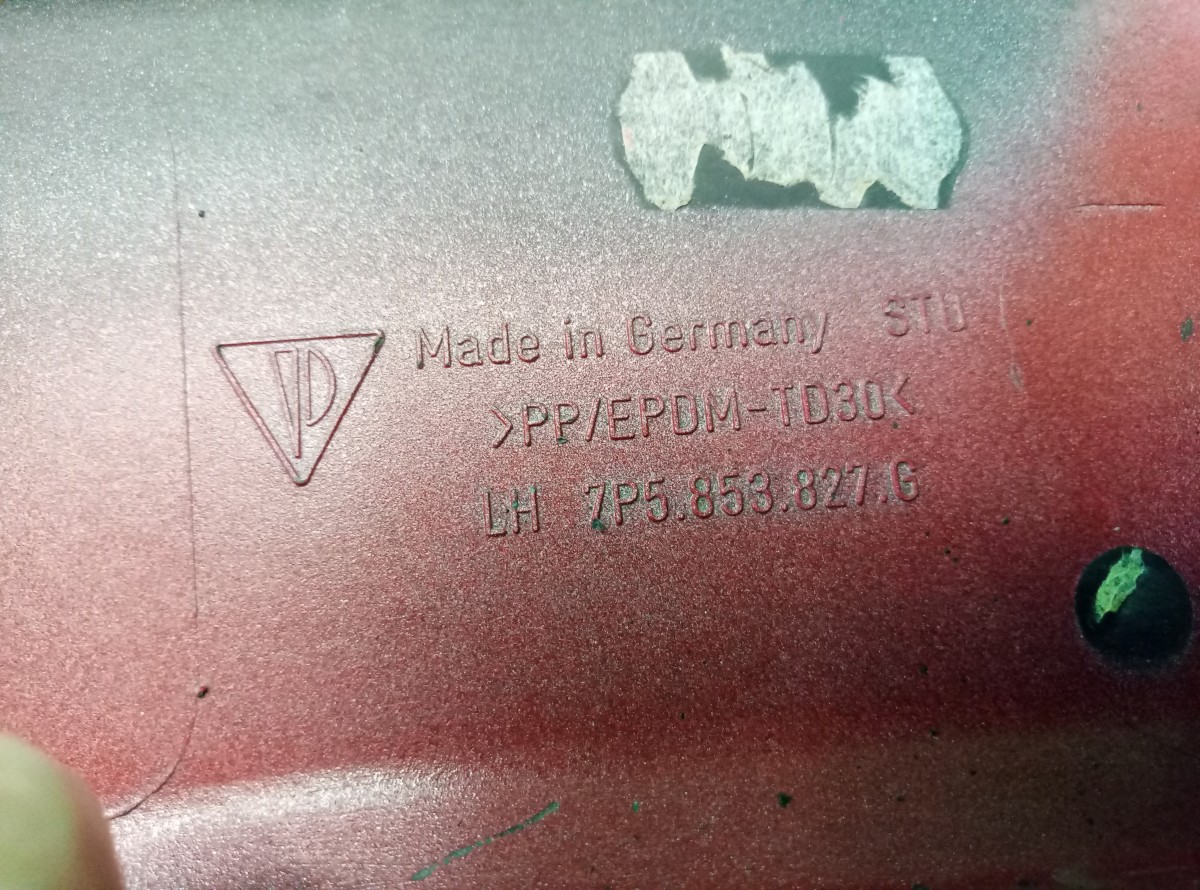 Made in Germany STU
>PP/EPDM-TD30<
LH 7P5.853.827.G